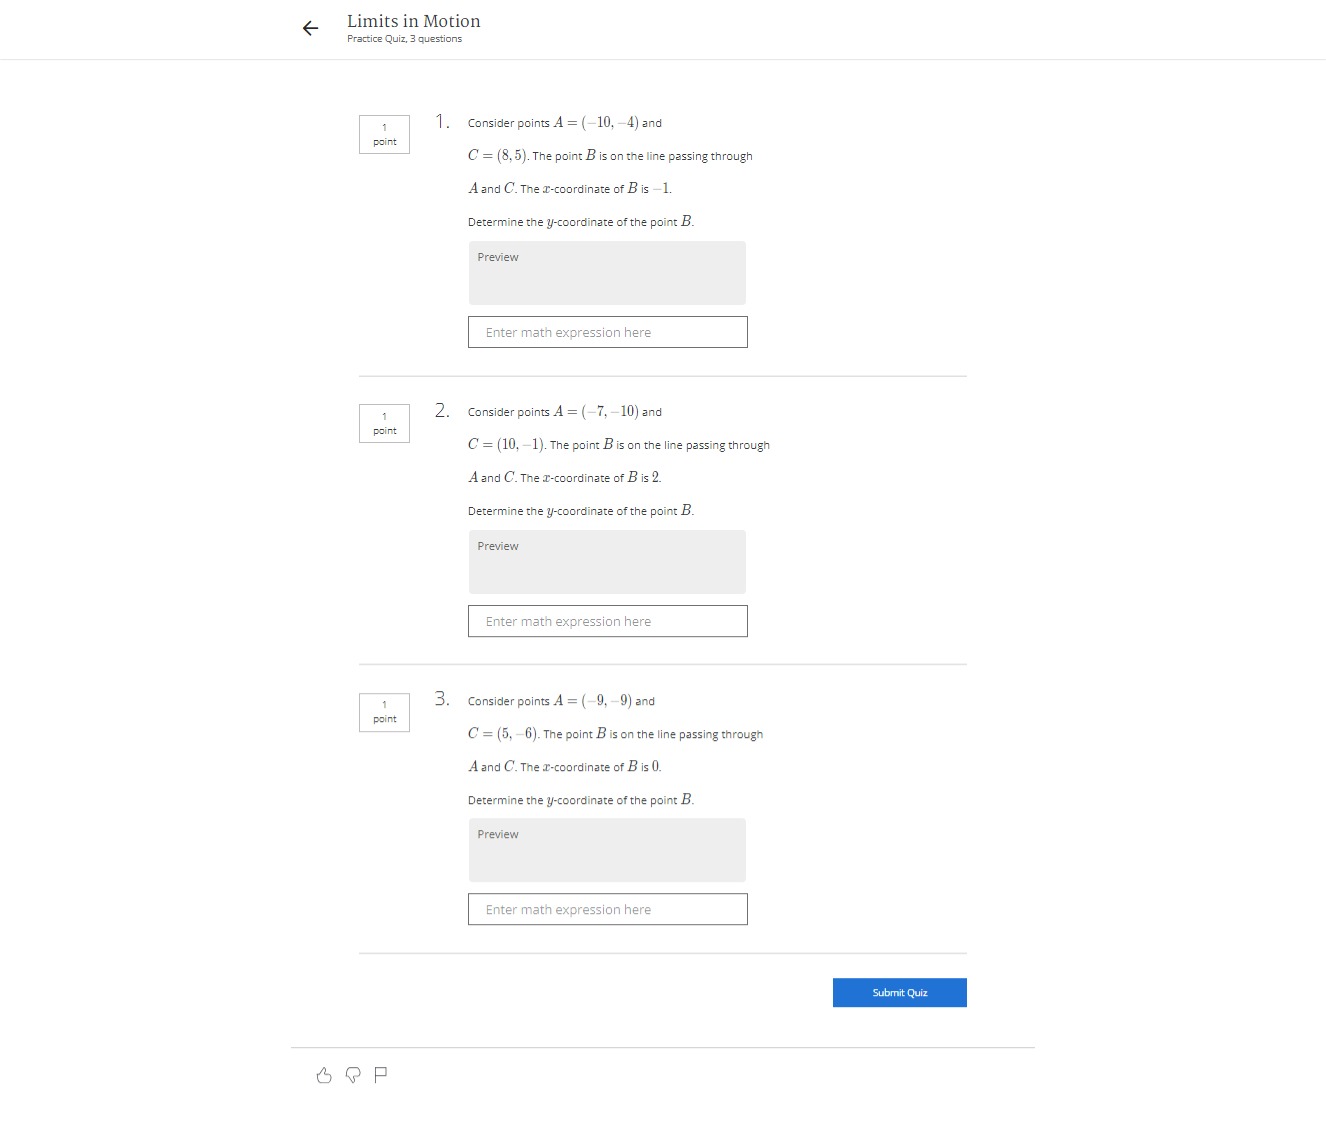 Limits in Motion
Practice Quiz, 3 questions
1
point
1.
Consider points A = (−10, −4) and
C = (8, 5). The point B is on the line passing through
A and C. The x-coordinate of B is −1.
Determine the y-coordinate of the point B.
Preview
Enter math expression here
1
point
2.
Consider points A = (−7, −10) and
C = (10, −1). The point B is on the line passing through
A and C. The x-coordinate of B is 2.
Determine the y-coordinate of the point B.
Preview
Enter math expression here
1
point
3.
Consider points A = (−9, −9) and
C = (5, −6). The point B is on the line passing through
A and C. The x-coordinate of B is 0.
Determine the y-coordinate of the point B.
Preview
Enter math expression here
Submit Quiz